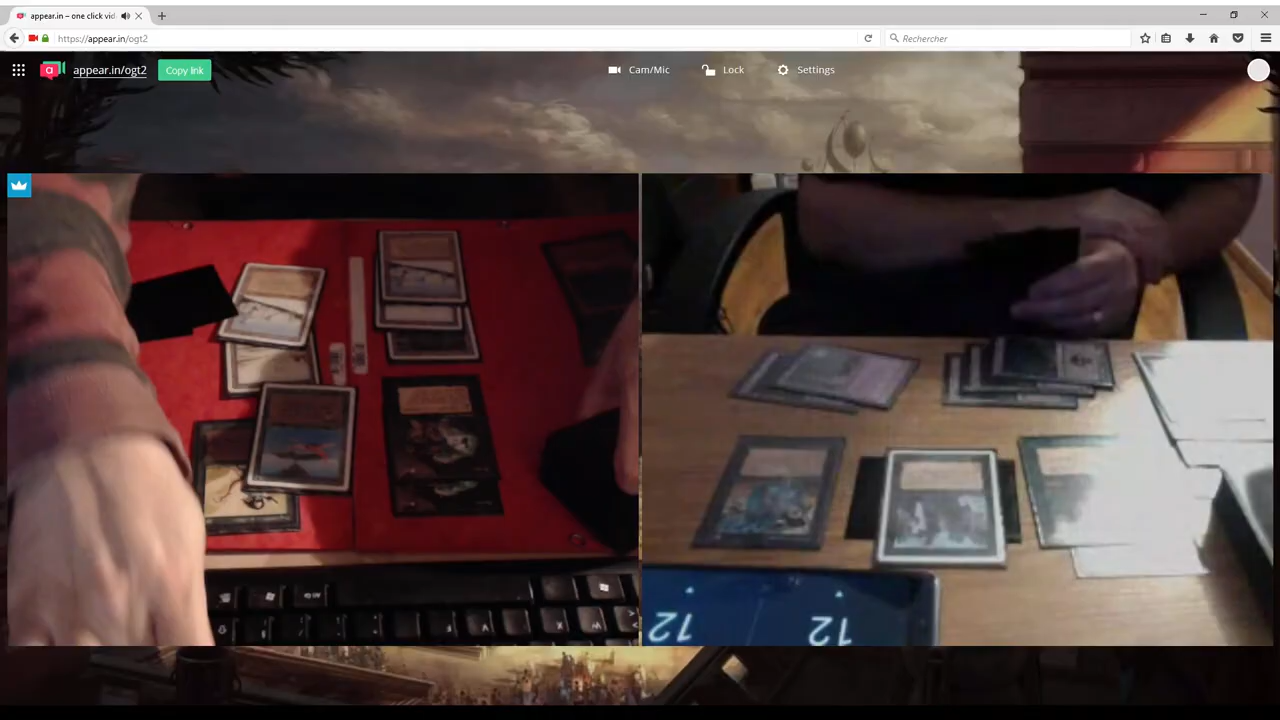 appear.in – one click vid
https://appear.in/ogt2
Rechercher
appear.in/ogt2
Copy link
Cam/Mic
Lock
Settings
12
12